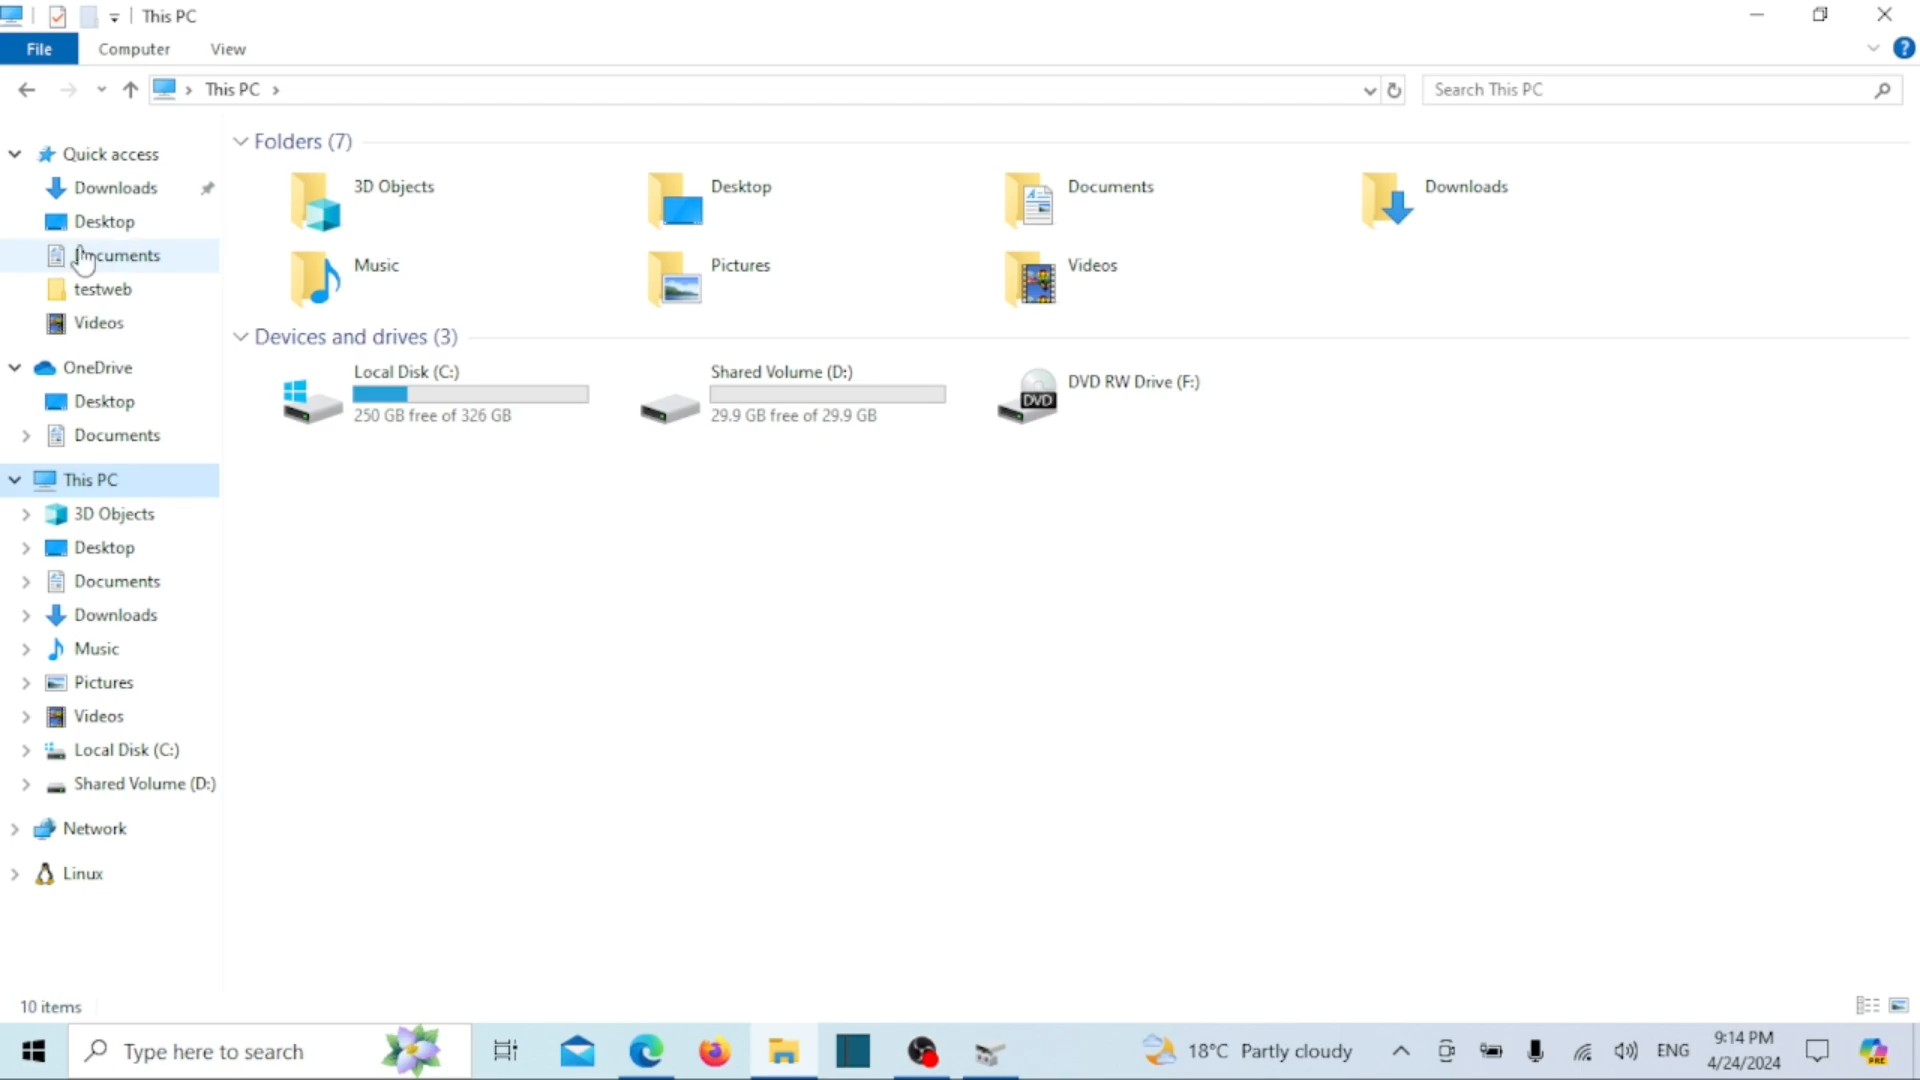 This PC
File Computer View
This PC
Search This PC
Quick access
Downloads
Desktop
Documents
testweb
Videos
OneDrive
Desktop
Documents
This PC
3D Objects
Desktop
Documents
Downloads
Music
Pictures
Videos
Local Disk (C:)
Shared Volume (D:)
Network
Linux
Folders (7)
3D Objects
Desktop
Documents
Downloads
Music
Pictures
Videos
Devices and drives (3)
Local Disk (C:)
250 GB free of 326 GB
Shared Volume (D:)
29.9 GB free of 29.9 GB
DVD
DVD RW Drive (F:)
10 items
Type here to search
18°C Partly cloudy
ENG
9:14 PM
4/24/2024
PRE